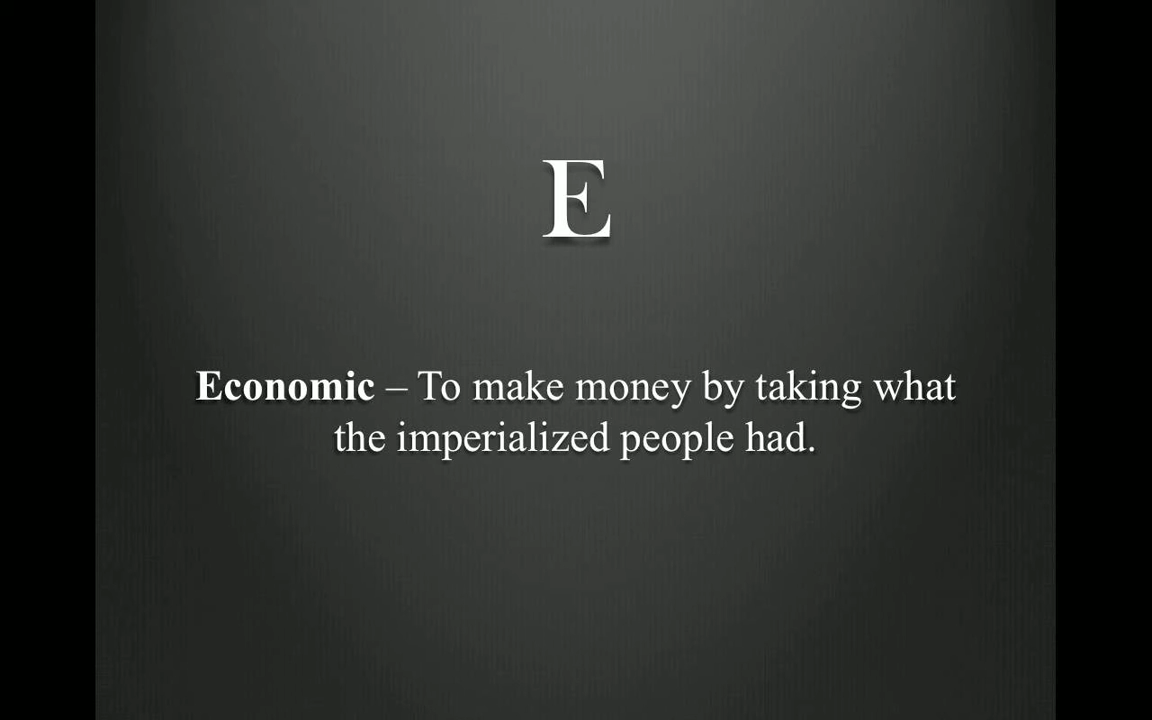 E
Economic – To make money by taking what
the imperialized people had.